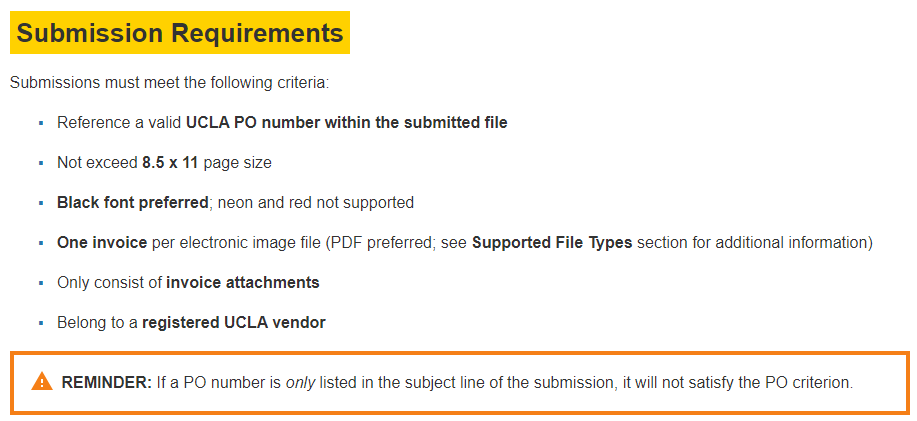 Submission Requirements
Submissions must meet the following criteria:
▪ Reference a valid UCLA PO number within the submitted file
▪ Not exceed 8.5 x 11 page size
▪ Black font preferred; neon and red not supported
▪ One invoice per electronic image file (PDF preferred; see Supported File Types section for additional information)
▪ Only consist of invoice attachments
▪ Belong to a registered UCLA vendor
REMINDER: If a PO number is only listed in the subject line of the submission, it will not satisfy the PO criterion.